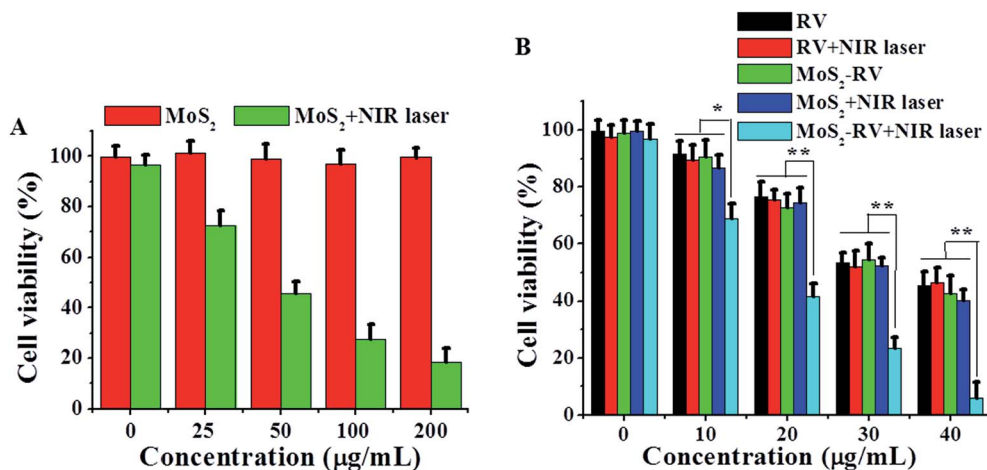 A
MoS₂ MoS₂+NIR laser
Cell viability (%)
100
80
60
40
20
0
0 25 50 100 200
Concentration (μg/mL)
B
RV
RV+NIR laser
MoS₂-RV
MoS₂+NIR laser
MoS₂-RV+NIR laser
Cell viability (%)
100
80
60
40
20
0
*
**
**
**
0 10 20 30 40
Concentration (μg/mL)